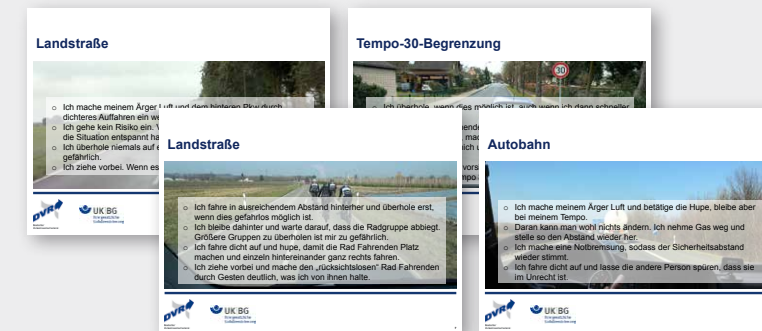 Landstraße
o Ich mache meinem Ärger Luft und dem hinteren Pkw durch
dichteres Auffahren ein we
o Ich gehe kein Risiko ein. V
die Situation entspannt ha
o Ich überhole niemals auf e
gefährlich.
o Ich ziehe vorbei. Wenn es
DVR
UK|BG
Tempo-30-Begrenzung
30
o Ich überhole, wenn dies möglich ist, auch wenn ich dann schneller
Landstraße
o Ich fahre in ausreichendem Abstand hinterher und überhole erst,
wenn dies gefahrlos möglich ist.
o Ich bleibe dahinter und warte darauf, dass die Radgruppe abbiegt.
Größere Gruppen zu überholen ist mir zu gefährlich.
o Ich fahre dicht auf und hupe, damit die Rad Fahrenden Platz
machen und einzeln hintereinander ganz rechts fahren.
o Ich ziehe vorbei und mache den „rücksichtslosen“ Rad Fahrenden
durch Gesten deutlich, was ich von ihnen halte.
DVR
UK|BG
Autobahn
o Ich mache meinem Ärger Luft und betätige die Hupe, bleibe aber
bei meinem Tempo.
o Daran kann man wohl nichts ändern. Ich nehme Gas weg und
stelle so den Abstand wieder her.
o Ich mache eine Notbremsung, sodass der Sicherheitsabstand
wieder stimmt.
o Ich fahre dicht auf und lasse die andere Person spüren, dass sie
im Unrecht ist.
DVR
UK|BG